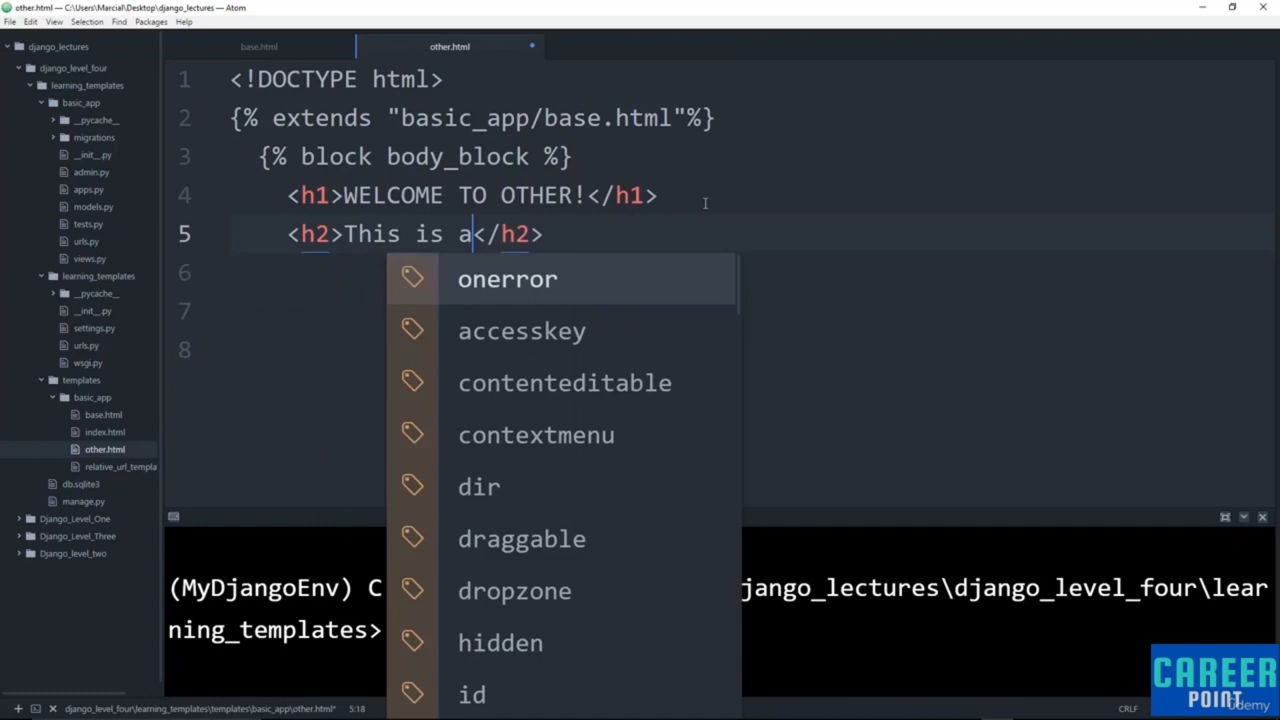 other.html — C:\Users\Marcial\Desktop\django_lectures — Atom
File Edit View Selection Find Packages Help
django_lectures
django_level_four
learning_templates
basic_app
__pycache__
migrations
__init__.py
admin.py
apps.py
models.py
tests.py
urls.py
views.py
learning_templates
__pycache__
__init__.py
settings.py
urls.py
wsgi.py
templates
basic_app
base.html
index.html
other.html
relative_url_templa
db.sqlite3
manage.py
Django_Level_One
Django_Level_Three
Django_level_two
base.html other.html
1 <!DOCTYPE html>
2 {% extends "basic_app/base.html"%}
3 {% block body_block %}
4 <h1>WELCOME TO OTHER!</h1>
5 <h2>This is a</h2>
6
7
8
onerror
accesskey
contenteditable
contextmenu
dir
draggable
dropzone
hidden
id
(MyDjangoEnv) C jango_lectures\django_level_four\lear
ning_templates>
django_level_four\learning_templates\templates\basic_app\other.html* 5:18 CRLF
CAREER
POINT
Udemy